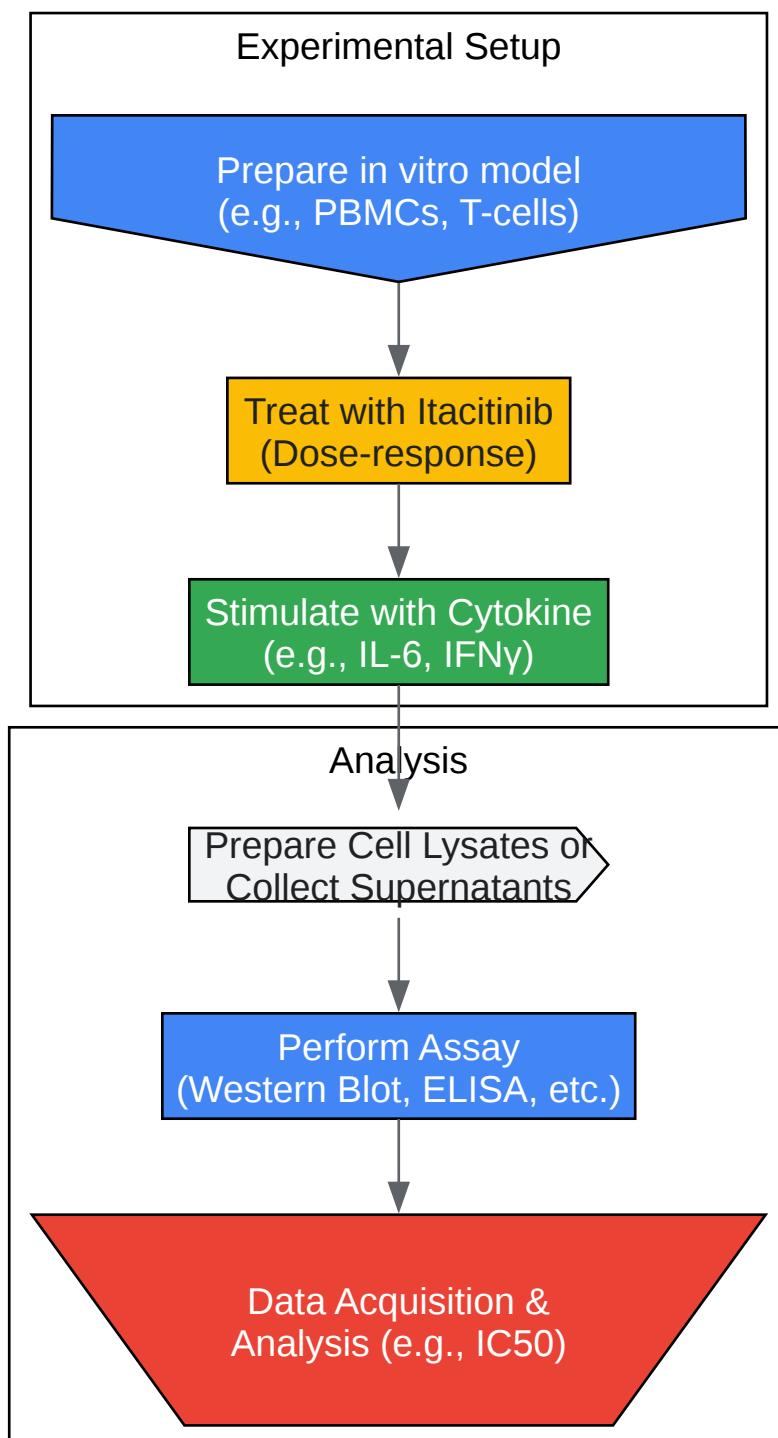 Experimental Setup
Prepare in vitro model
(e.g., PBMCs, T-cells)
Treat with Itacitinib
(Dose-response)
Stimulate with Cytokine
(e.g., IL-6, IFNγ)
Analysis
Prepare Cell Lysates or
Collect Supernatants
Perform Assay
(Western Blot, ELISA, etc.)
Data Acquisition &
Analysis (e.g., IC50)